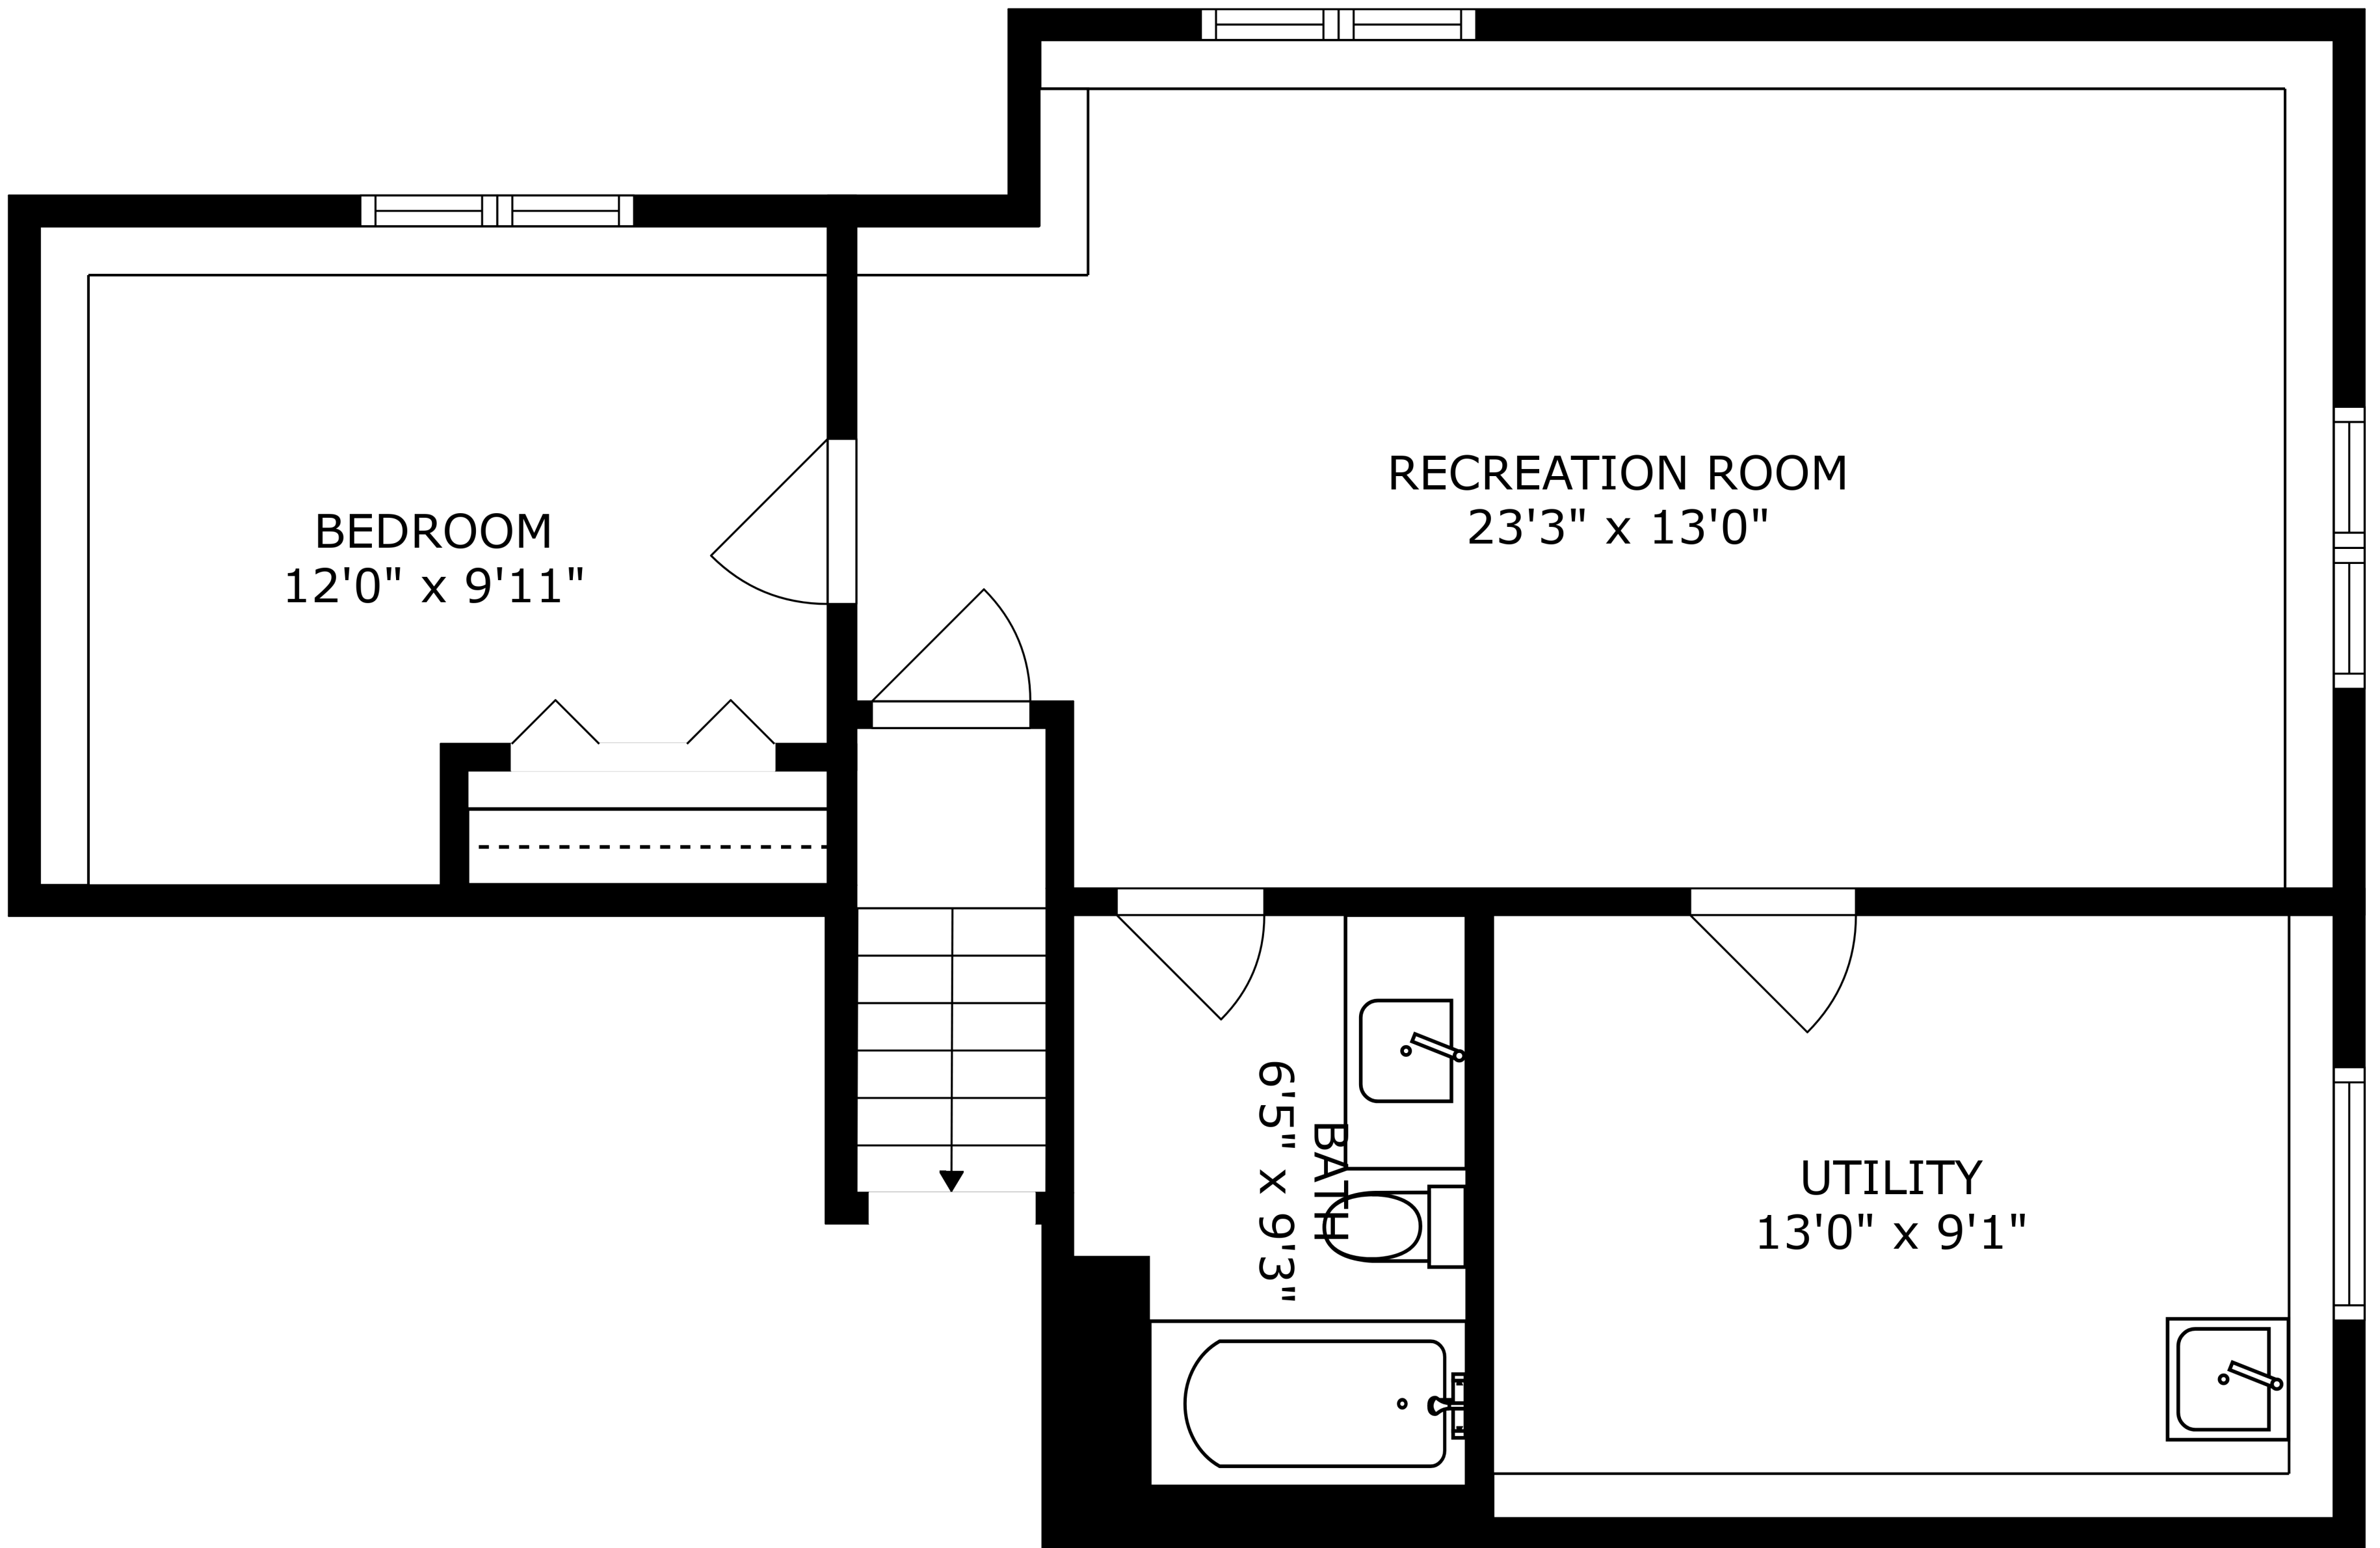 RECREATION ROOM
23'3" x 13'0"
BEDROOM
12'0" x 9'11"
BATH
6'5" x 9'3"
UTILITY
13'0" x 9'1"